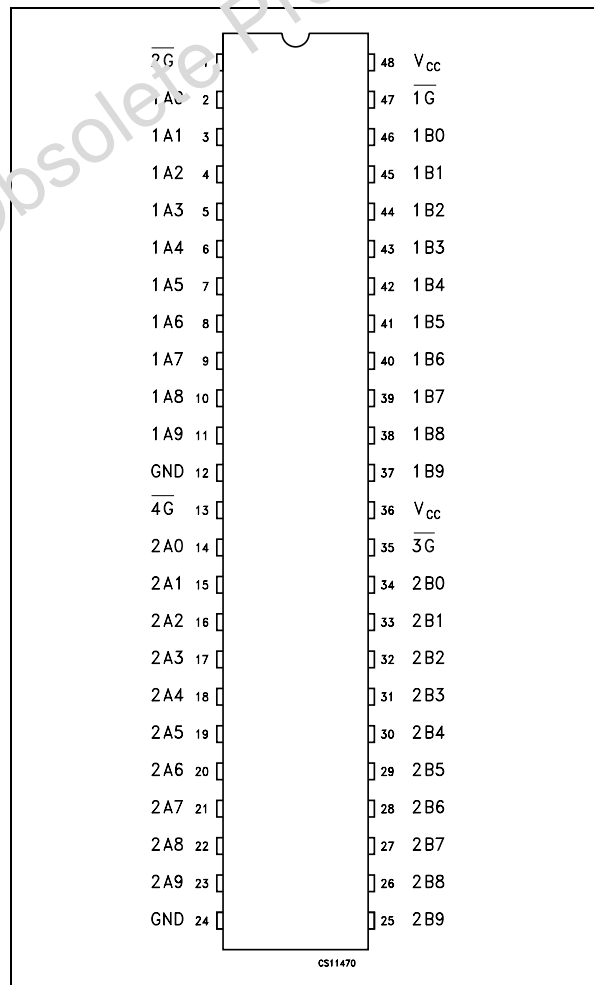 Obsolete Pro
2G̅ 1 48 VCC
1A0 2 47 1G̅
1A1 3 46 1B0
1A2 4 45 1B1
1A3 5 44 1B2
1A4 6 43 1B3
1A5 7 42 1B4
1A6 8 41 1B5
1A7 9 40 1B6
1A8 10 39 1B7
1A9 11 38 1B8
GND 12 37 1B9
4G̅ 13 36 VCC
2A0 14 35 3G̅
2A1 15 34 2B0
2A2 16 33 2B1
2A3 17 32 2B2
2A4 18 31 2B3
2A5 19 30 2B4
2A6 20 29 2B5
2A7 21 28 2B6
2A8 22 27 2B7
2A9 23 26 2B8
GND 24 25 2B9
CS11470